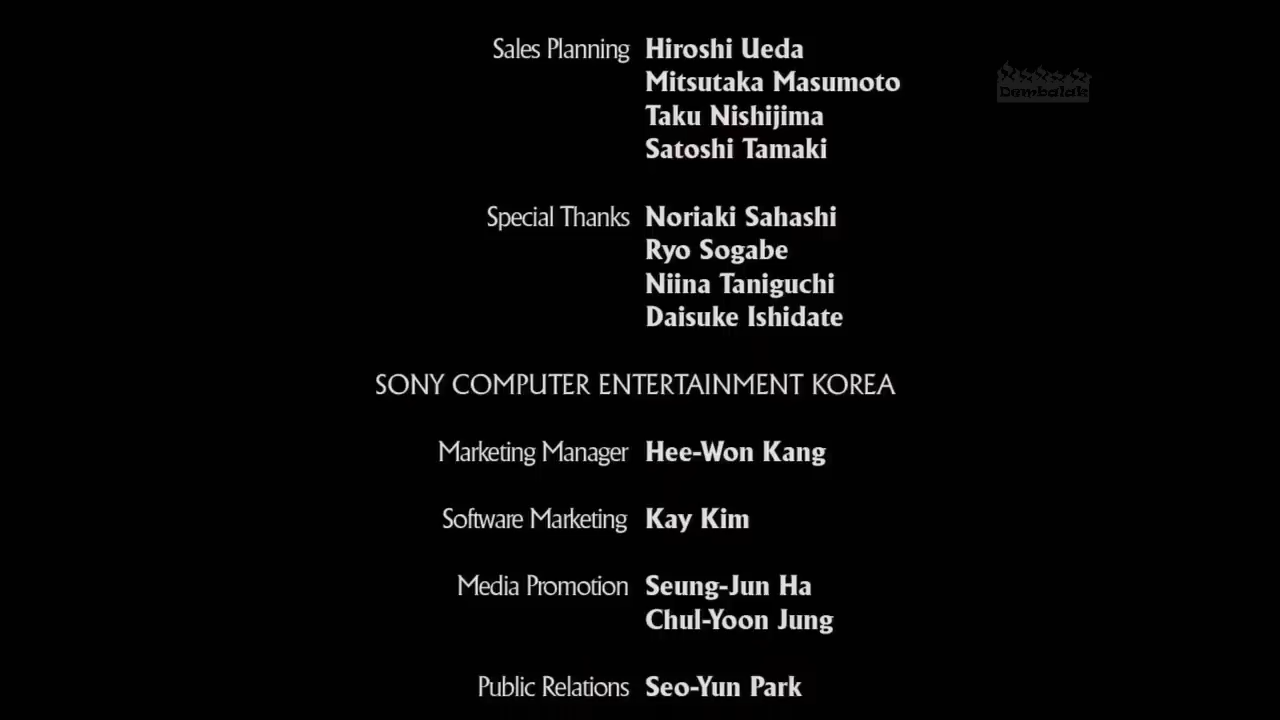 Sales Planning Hiroshi Ueda
Mitsutaka Masumoto
Taku Nishijima
Satoshi Tamaki
Dambalak
Special Thanks Noriaki Sahashi
Ryo Sogabe
Niina Taniguchi
Daisuke Ishidate
SONY COMPUTER ENTERTAINMENT KOREA
Marketing Manager Hee-Won Kang
Software Marketing Kay Kim
Media Promotion Seung-Jun Ha
Chul-Yoon Jung
Public Relations Seo-Yun Park